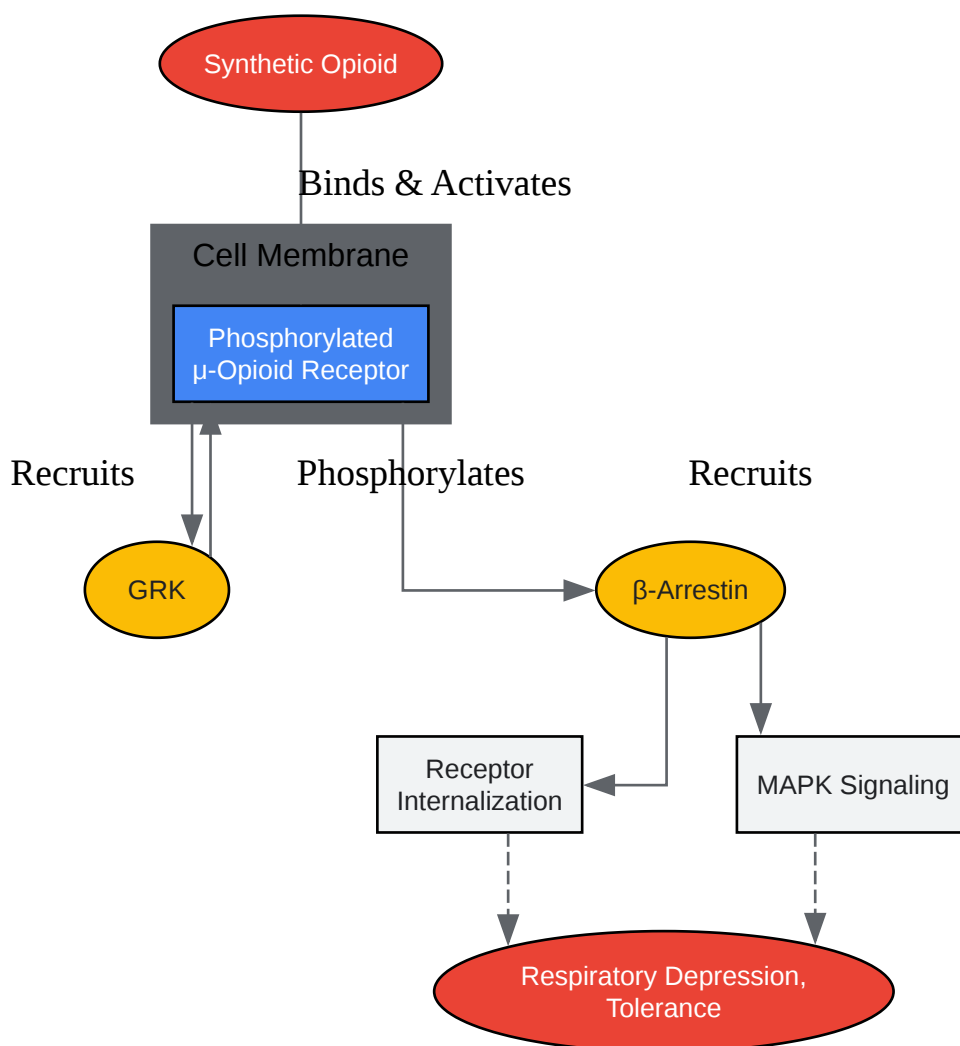 Synthetic Opioid
Binds & Activates
Cell Membrane
Phosphorylated
μ-Opioid Receptor
Recruits
Phosphorylates
Recruits
GRK
β-Arrestin
Receptor
Internalization
MAPK Signaling
Respiratory Depression,
Tolerance